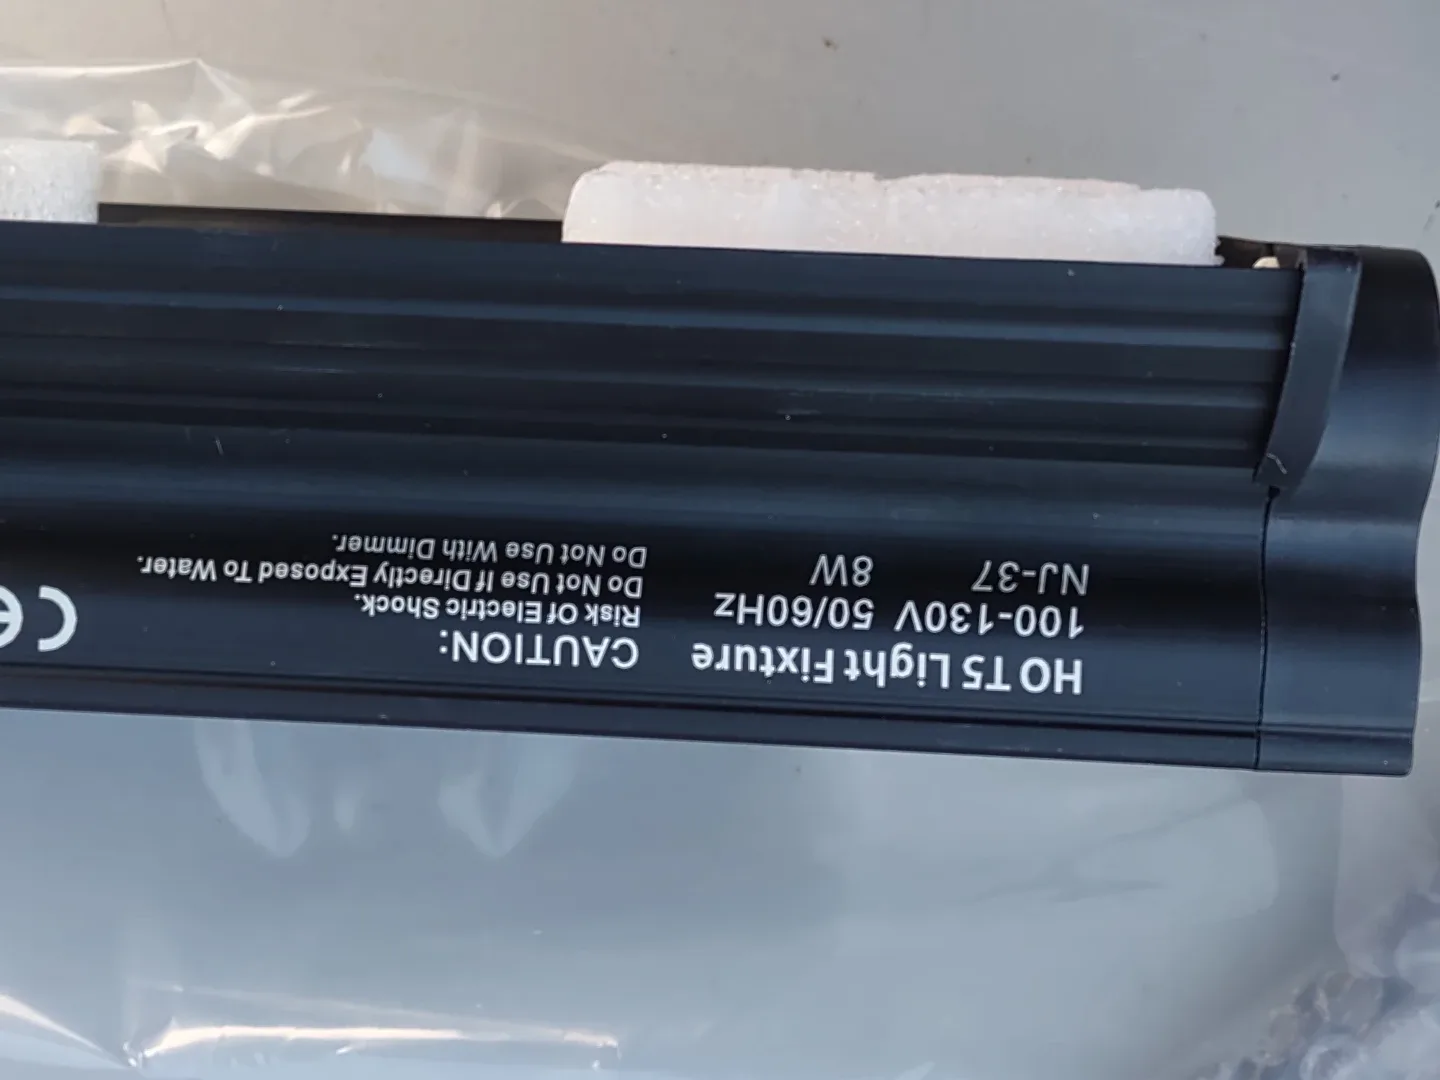 HO T5 Light Fixture
100-130V 50/60Hz
NJ-37 8W
CAUTION:
Risk Of Electric Shock.
Do Not Use If Directly Exposed To Water.
Do Not Use With Dimmer.
CE